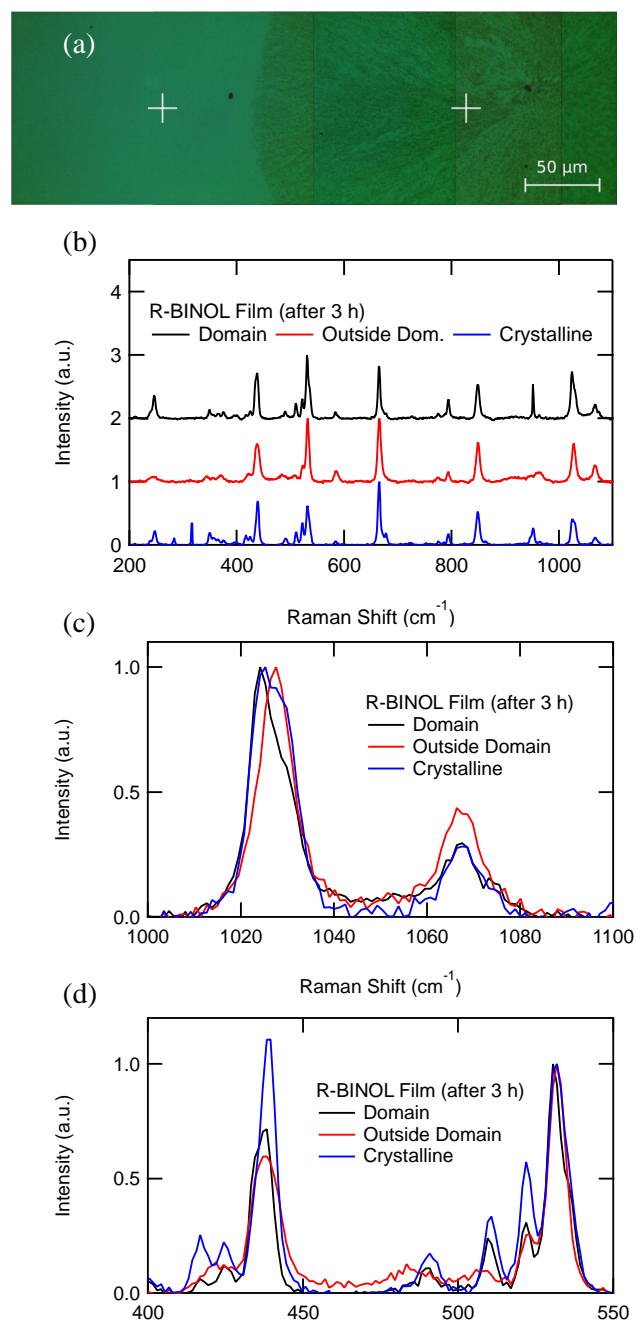 (a)
50 μm
(b)
4
3
2
1
0
Intensity (a.u.)
R-BINOL Film (after 3 h)
Domain Outside Dom. Crystalline
200 400 600 800 1000
Raman Shift (cm-1)
(c)
1.0
0.5
0.0
Intensity (a.u.)
R-BINOL Film (after 3 h)
Domain
Outside Domain
Crystalline
1000 1020 1040 1060 1080 1100
Raman Shift (cm-1)
(d)
1.0
0.5
0.0
Intensity (a.u.)
R-BINOL Film (after 3 h)
Domain
Outside Domain
Crystalline
400 450 500 550